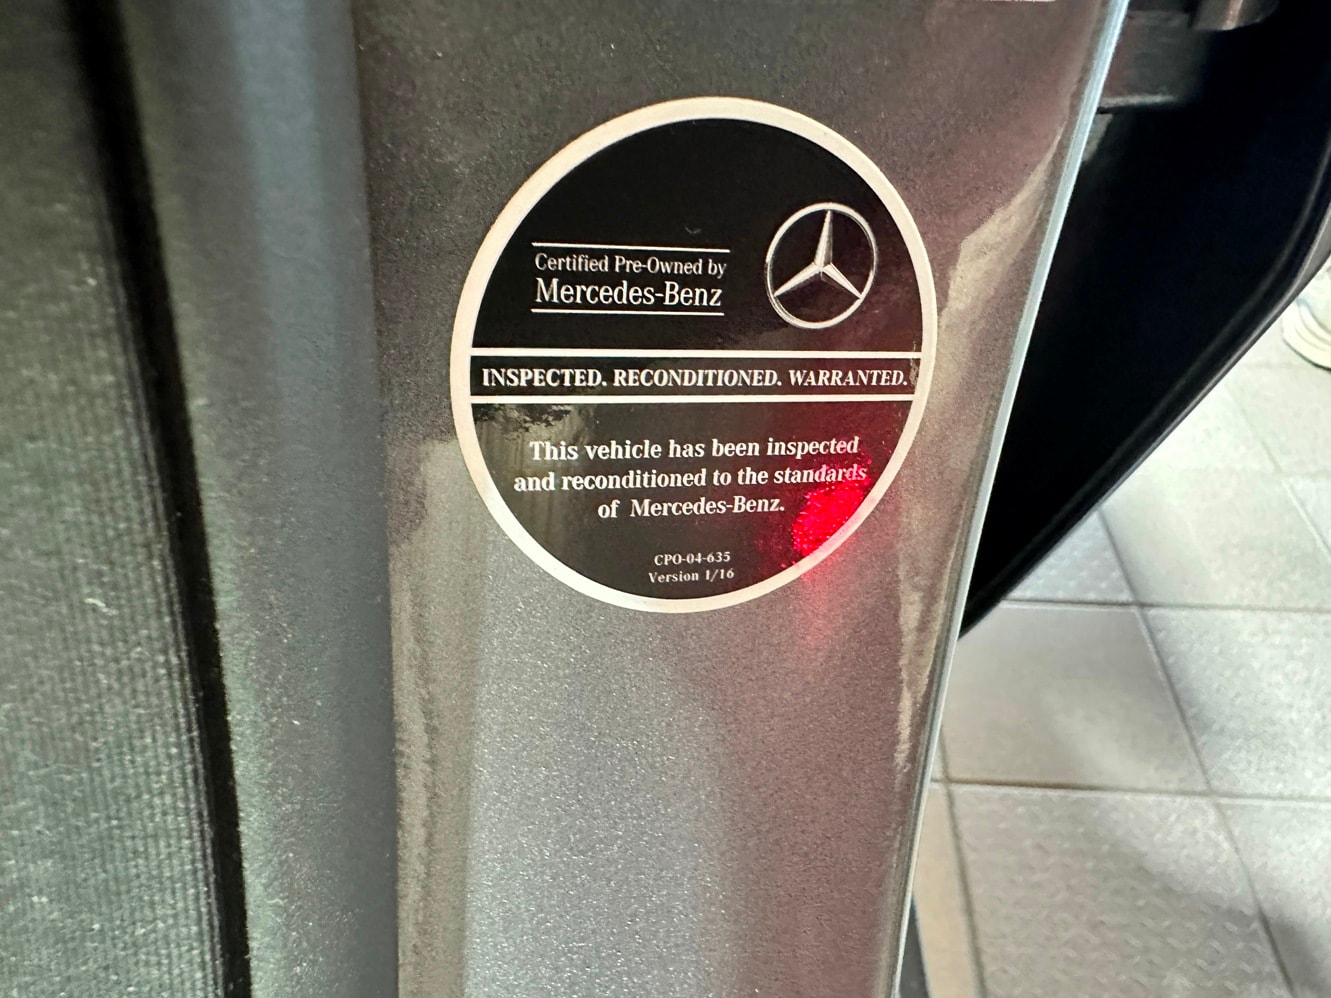 Certified Pre-Owned by
Mercedes-Benz
INSPECTED. RECONDITIONED. WARRANTED.
This vehicle has been inspected
and reconditioned to the standards
of Mercedes-Benz.
CPO-04-635
Version 1/16